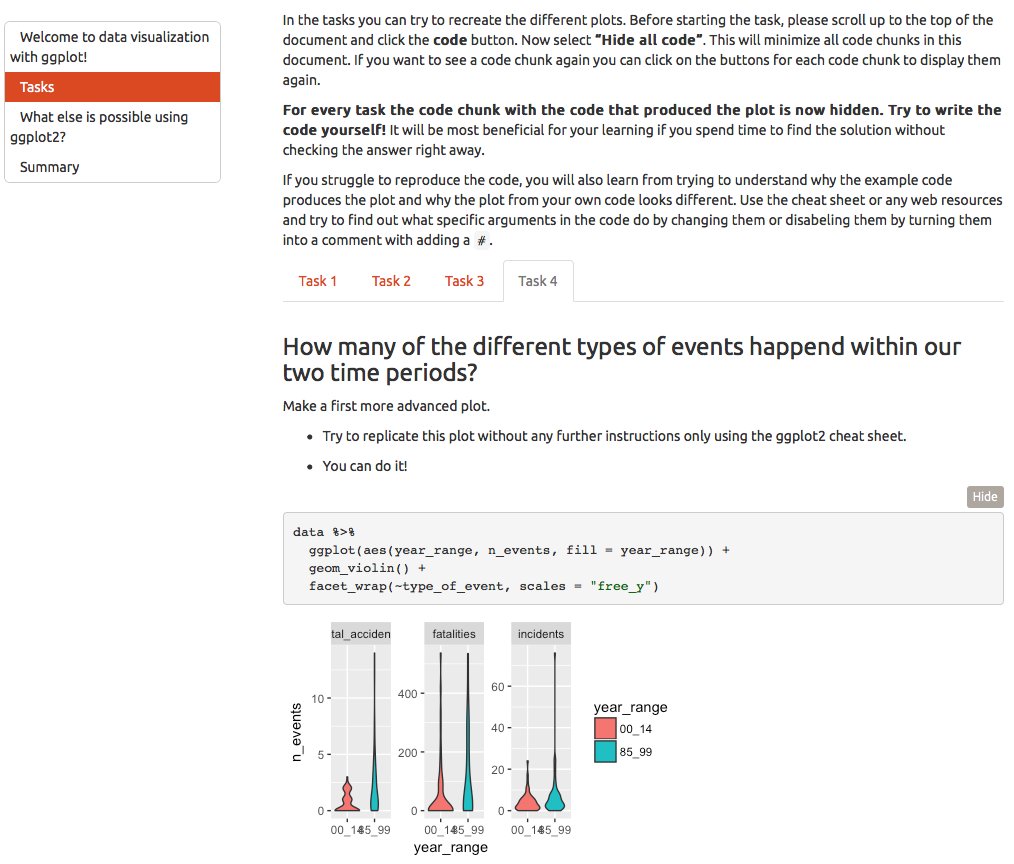 Welcome to data visualization
with ggplot!
Tasks
What else is possible using
ggplot2?
Summary
In the tasks you can try to recreate the different plots. Before starting the task, please scroll up to the top of the
document and click the code button. Now select “Hide all code”. This will minimize all code chunks in this
document. If you want to see a code chunk again you can click on the buttons for each code chunk to display them
again.
For every task the code chunk with the code that produced the plot is now hidden. Try to write the
code yourself! It will be most beneficial for your learning if you spend time to find the solution without
checking the answer right away.
If you struggle to reproduce the code, you will also learn from trying to understand why the example code
produces the plot and why the plot from your own code looks different. Use the cheat sheet or any web resources
and try to find out what specific arguments in the code do by changing them or disabeling them by turning them
into a comment with adding a # .
Task 1 Task 2 Task 3 Task 4
How many of the different types of events happend within our
two time periods?
Make a first more advanced plot.
• Try to replicate this plot without any further instructions only using the ggplot2 cheat sheet.
• You can do it!
Hide
data %>%
ggplot(aes(year_range, n_events, fill = year_range)) +
geom_violin() +
facet_wrap(~type_of_event, scales = "free_y")
tal_acciden fatalities incidents
n_events
10
5
0
400
200
0
60
40
20
0
00_14 85_99 00_14 85_99 00_14 85_99
year_range
year_range
00_14
85_99